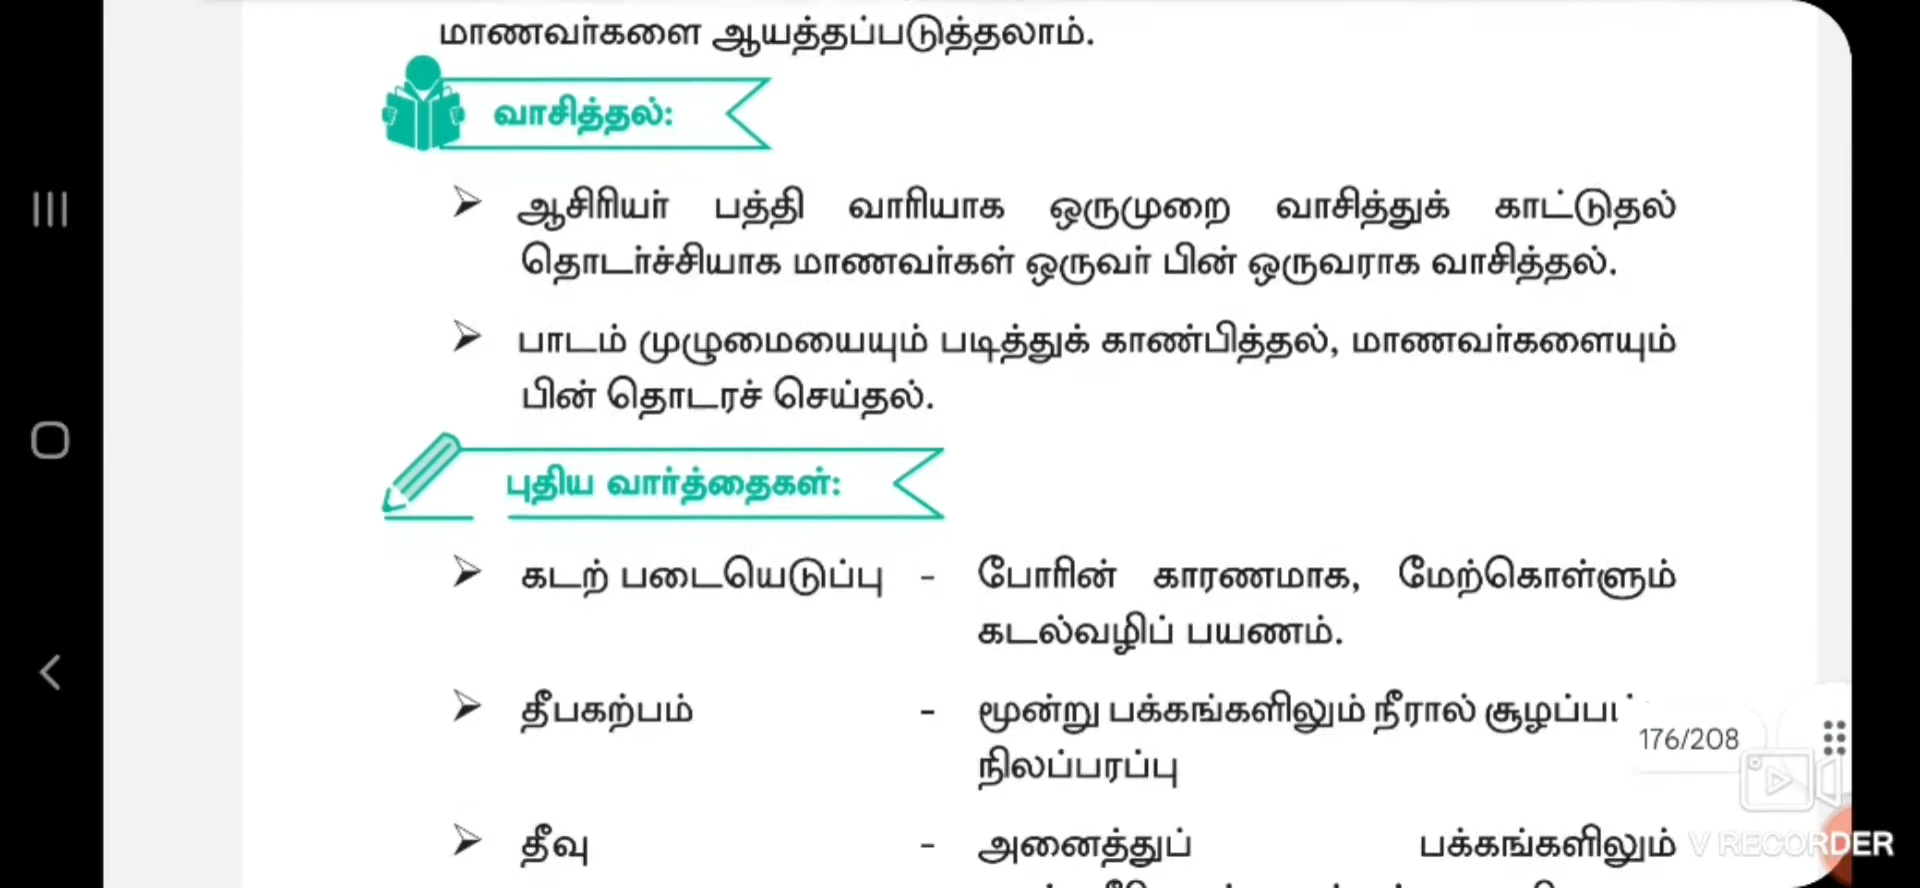 மாணவர்களை ஆயத்தப்படுத்தலாம்.
வாசித்தல்:
➢ ஆசிரியர் பத்தி வாரியாக ஒருமுறை வாசித்துக் காட்டுதல்
தொடர்ச்சியாக மாணவர்கள் ஒருவர் பின் ஒருவராக வாசித்தல்.
➢ பாடம் முழுமையையும் படித்துக் காண்பித்தல், மாணவர்களையும்
பின் தொடரச் செய்தல்.
புதிய வார்த்தைகள்:
➢ கடற் படையெடுப்பு - போரின் காரணமாக, மேற்கொள்ளும்
கடல்வழிப் பயணம்.
➢ தீபகற்பம் - மூன்று பக்கங்களிலும் நீரால்
நிலப்பரப்பு
176/208
➢ தீவு - அனைத்துப் பக்கங்களிலும்
V RECORDER